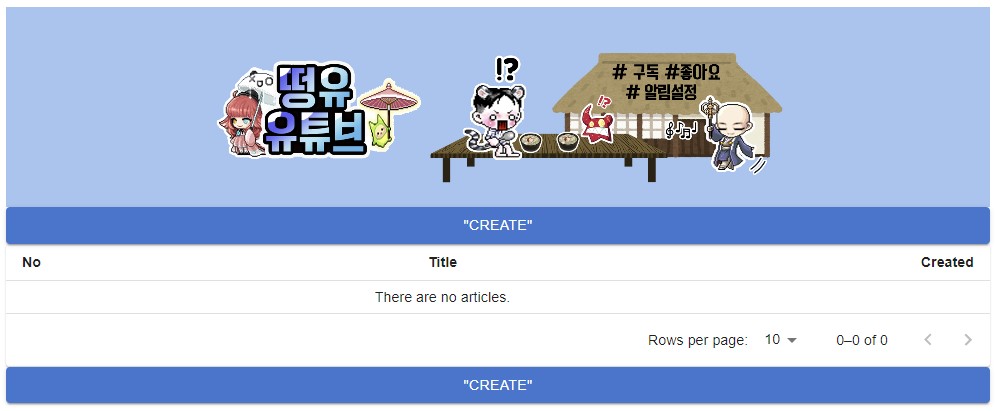 !?
떵유
유튜브
# 구독 #좋아요
# 알림설정
!?
"CREATE"
No Title Created
There are no articles.
Rows per page: 10 0–0 of 0
"CREATE"